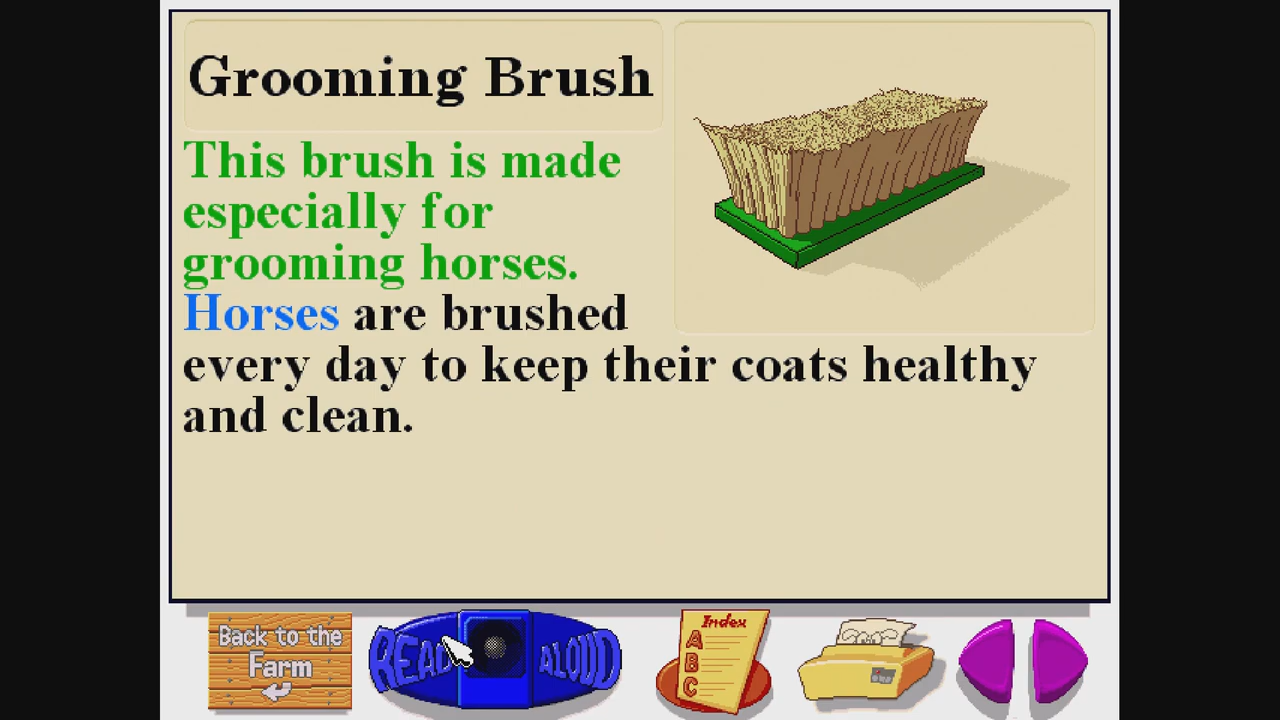 Grooming Brush
This brush is made
especially for
grooming horses.
Horses are brushed
every day to keep their coats healthy
and clean.
Back to the
Farm
READ ALOUD
Index
A
B
C